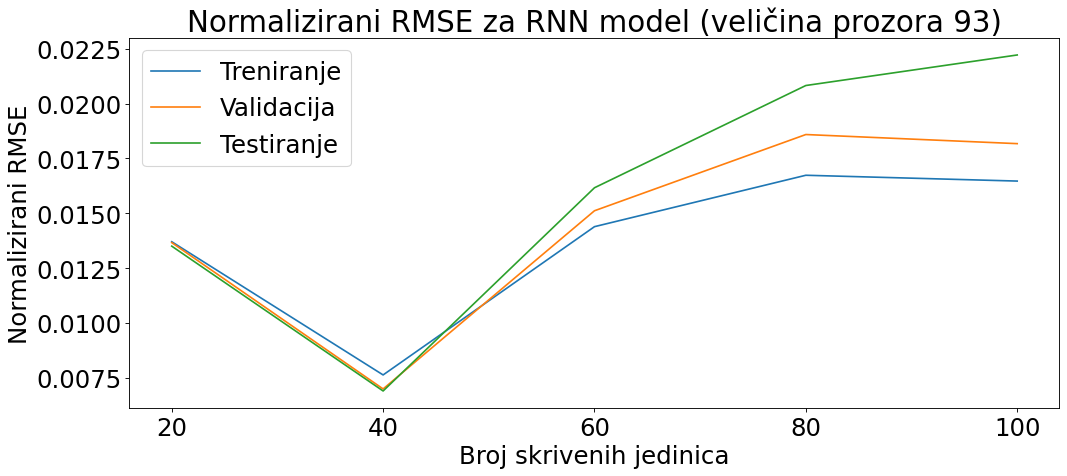 Normalizirani RMSE za RNN model (veličina prozora 93)
Treniranje
Validacija
Testiranje
Normalizirani RMSE
0.0225
0.0200
0.0175
0.0150
0.0125
0.0100
0.0075
20 40 60 80 100
Broj skrivenih jedinica